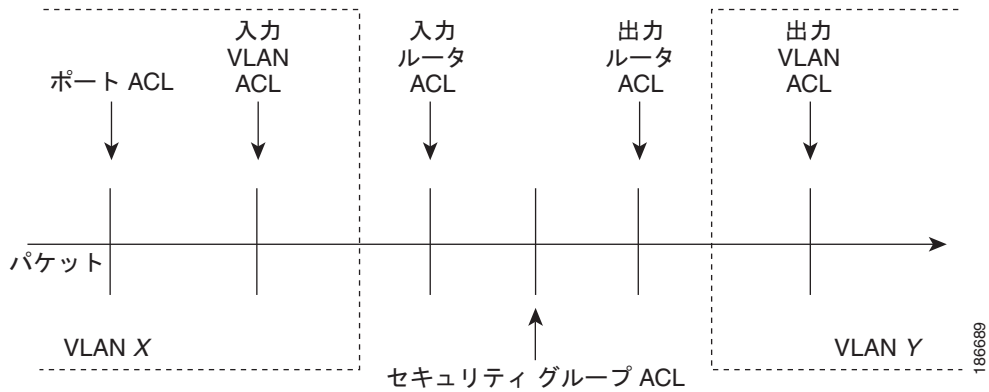 ポート ACL
入力
VLAN
ACL
入力
ルータ
ACL
出力
ルータ
ACL
出力
VLAN
ACL
パケット
VLAN X
セキュリティ グループ ACL
VLAN Y
186689